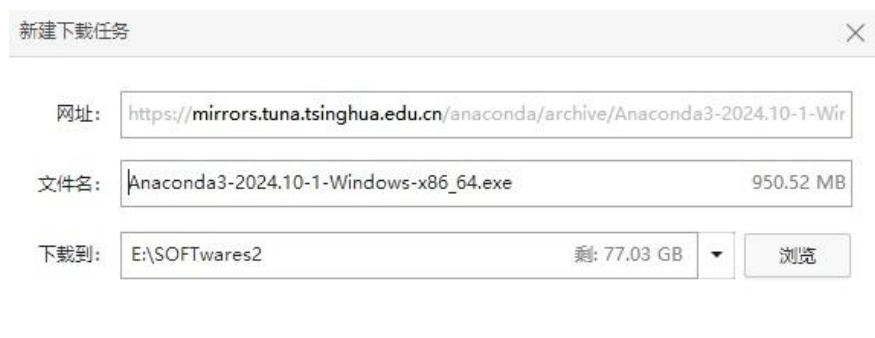 新建下载任务
网址： https://mirrors.tuna.tsinghua.edu.cn/anaconda/archive/Anaconda3-2024.10-1-Wir
文件名： Anaconda3-2024.10-1-Windows-x86_64.exe 950.52 MB
下载到： E:\SOFTwares2 剩: 77.03 GB 浏览